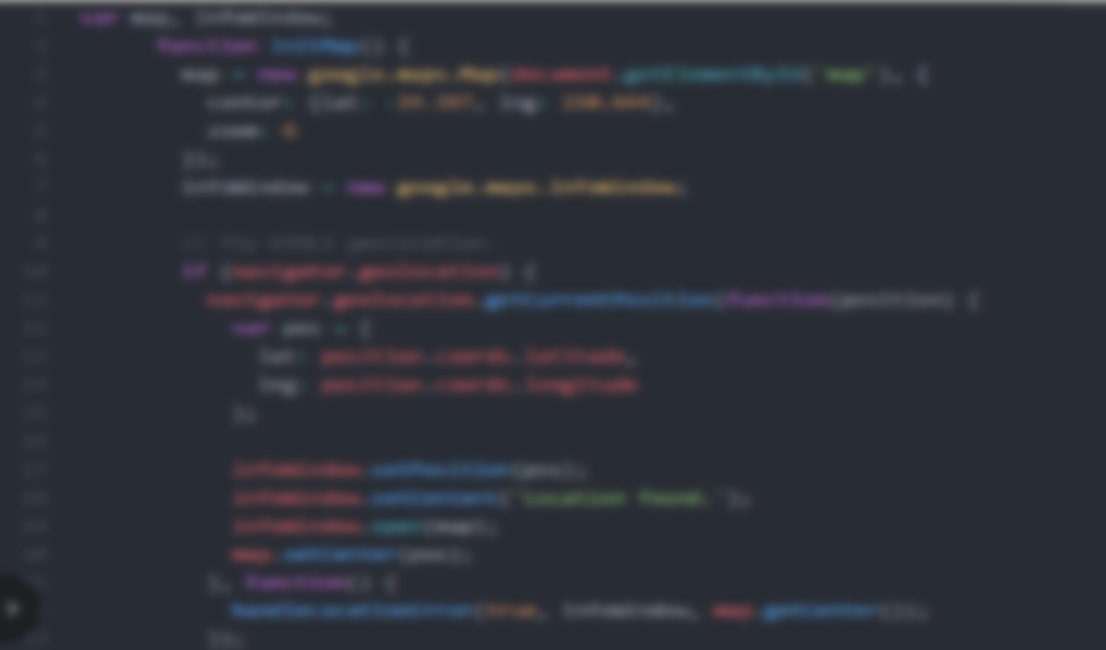 var map, infoWindow;
function initMap() {
map = new google.maps.Map(document.getElementById('map'), {
center: {lat: -34.397, lng: 150.644},
zoom: 6
});
infoWindow = new google.maps.InfoWindow;
// Try HTML5 geolocation.
if (navigator.geolocation) {
navigator.geolocation.getCurrentPosition(function(position) {
var pos = {
lat: position.coords.latitude,
lng: position.coords.longitude
};
infoWindow.setPosition(pos);
infoWindow.setContent('Location found.');
infoWindow.open(map);
map.setCenter(pos);
}, function() {
handleLocationError(true, infoWindow, map.getCenter());
});